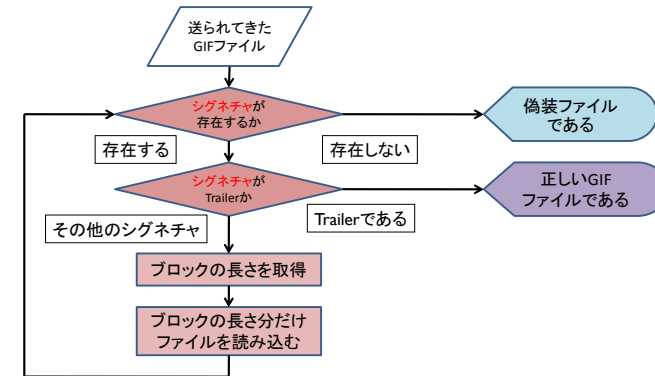 送られてきた
GIFファイル
シグネチャが
存在するか
偽装ファイル
である
存在する
存在しない
シグネチャが
Trailerか
正しいGIF
ファイルである
その他のシグネチャ
Trailerである
ブロックの長さを取得
ブロックの長さ分だけ
ファイルを読み込む